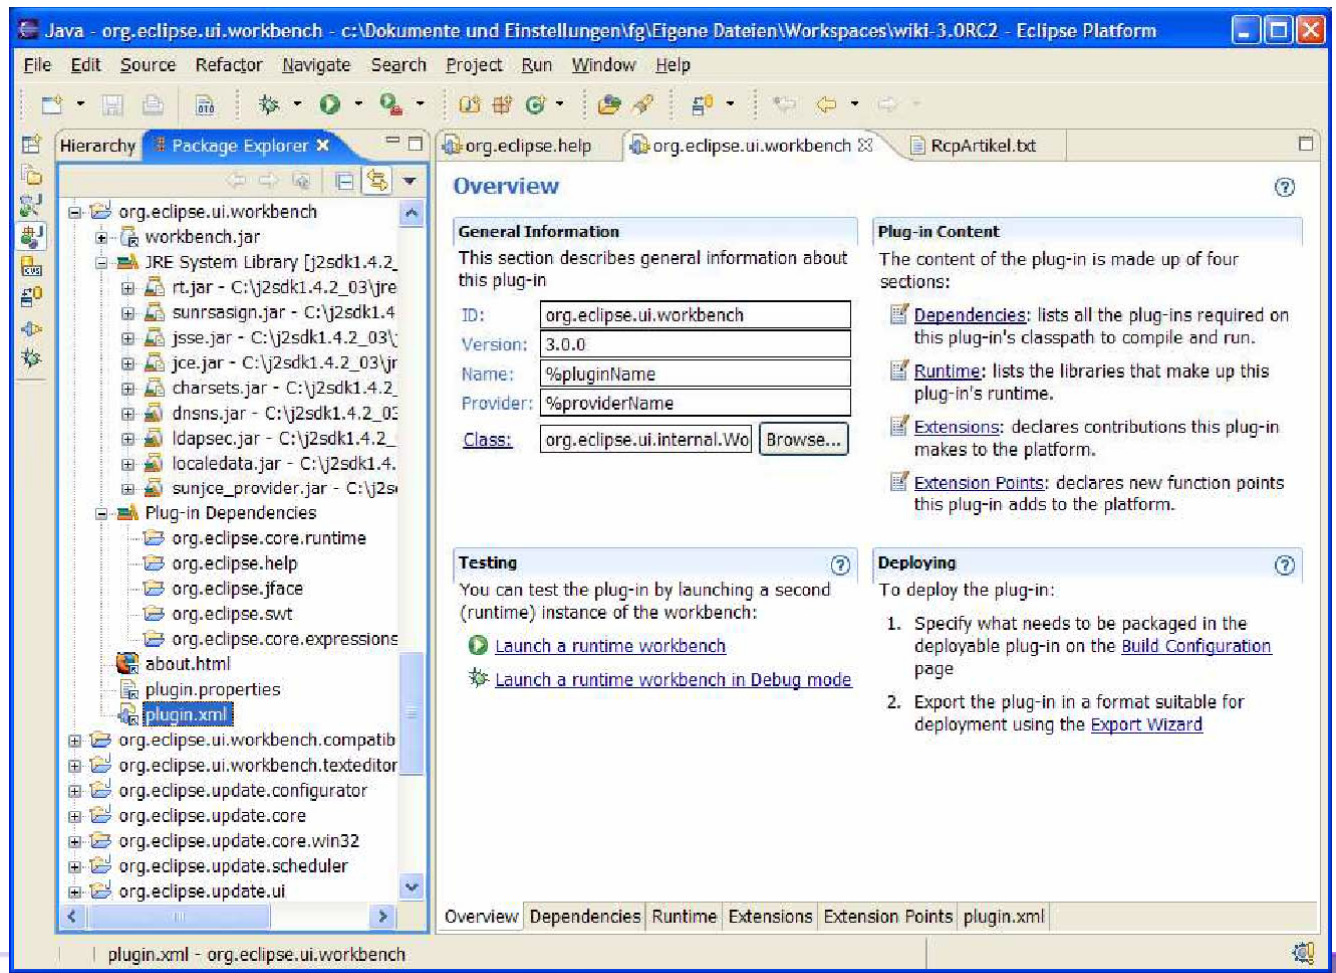 Java - org.eclipse.ui.workbench - c:\Dokumente und Einstellungen\fg\Eigene Dateien\Workspaces\wiki-3.0RC2 - Eclipse Platform
File Edit Source Refactor Navigate Search Project Run Window Help
Hierarchy Package Explorer
org.eclipse.ui.workbench
workbench.jar
JRE System Library [j2sdk1.4.2_
rt.jar - C:\j2sdk1.4.2_03\jre
sunrsasign.jar - C:\j2sdk1.4
jsse.jar - C:\j2sdk1.4.2_03\j
jce.jar - C:\j2sdk1.4.2_03\jr
charsets.jar - C:\j2sdk1.4.2_
dnsns.jar - C:\j2sdk1.4.2_03
ldapsec.jar - C:\j2sdk1.4.2_
localedata.jar - C:\j2sdk1.4.
sunjce_provider.jar - C:\j2s
Plug-in Dependencies
org.eclipse.core.runtime
org.eclipse.help
org.eclipse.jface
org.eclipse.swt
org.eclipse.core.expressions
about.html
plugin.properties
plugin.xml
org.eclipse.ui.workbench.compatib
org.eclipse.ui.workbench.texteditor
org.eclipse.update.configurator
org.eclipse.update.core
org.eclipse.update.core.win32
org.eclipse.update.scheduler
org.eclipse.update.ui
org.eclipse.help org.eclipse.ui.workbench RcpArtikel.txt
Overview
General Information
This section describes general information about
this plug-in
ID: org.eclipse.ui.workbench
Version: 3.0.0
Name: %pluginName
Provider: %providerName
Class: org.eclipse.ui.internal.Wo Browse...
Plug-in Content
The content of the plug-in is made up of four
sections:
Dependencies: lists all the plug-ins required on
this plug-in's classpath to compile and run.
Runtime: lists the libraries that make up this
plug-in's runtime.
Extensions: declares contributions this plug-in
makes to the platform.
Extension Points: declares new function points
this plug-in adds to the platform.
Testing
You can test the plug-in by launching a second
(runtime) instance of the workbench:
Launch a runtime workbench
Launch a runtime workbench in Debug mode
Deploying
To deploy the plug-in:
1. Specify what needs to be packaged in the
deployable plug-in on the Build Configuration
page
2. Export the plug-in in a format suitable for
deployment using the Export Wizard
Overview Dependencies Runtime Extensions Extension Points plugin.xml
plugin.xml - org.eclipse.ui.workbench